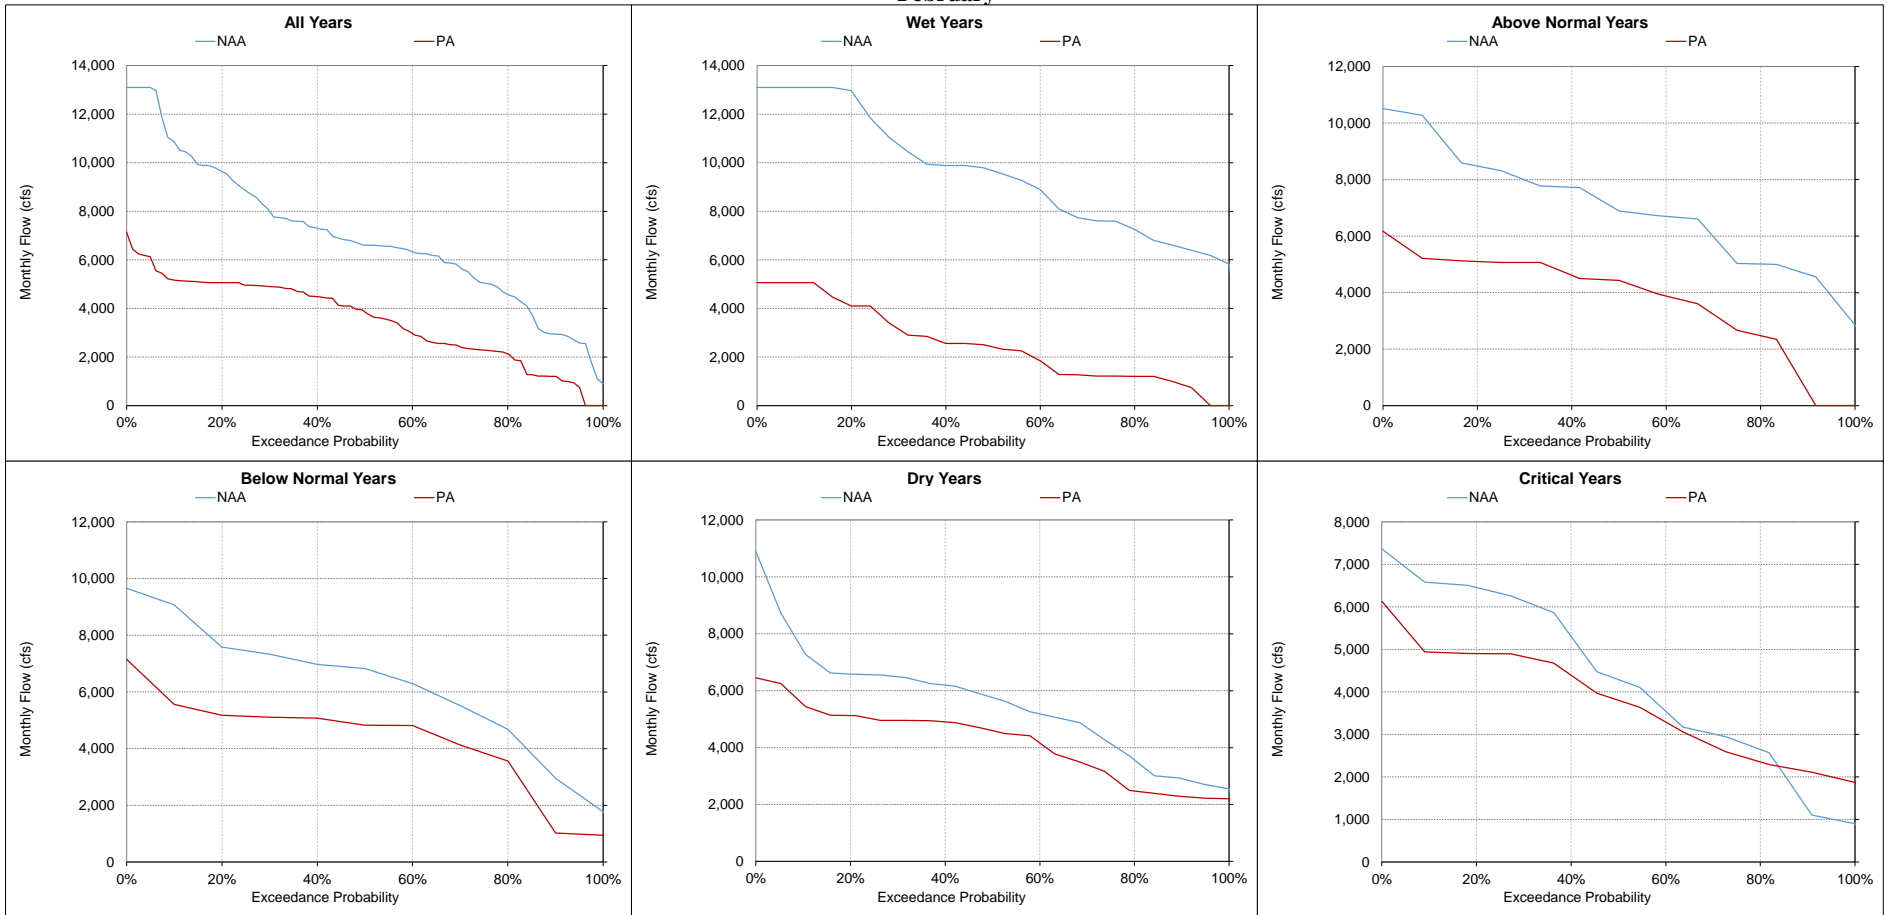 February
All Years
NAA PA
14,000
12,000
10,000
8,000
6,000
4,000
2,000
0
Monthly Flow (cfs)
0% 20% 40% 60% 80% 100%
Exceedance Probability
Wet Years
NAA PA
14,000
12,000
10,000
8,000
6,000
4,000
2,000
0
Monthly Flow (cfs)
0% 20% 40% 60% 80% 100%
Exceedance Probability
Above Normal Years
NAA PA
12,000
10,000
8,000
6,000
4,000
2,000
0
Monthly Flow (cfs)
0% 20% 40% 60% 80% 100%
Exceedance Probability
Below Normal Years
NAA PA
12,000
10,000
8,000
6,000
4,000
2,000
0
Monthly Flow (cfs)
0% 20% 40% 60% 80% 100%
Exceedance Probability
Dry Years
NAA PA
12,000
10,000
8,000
6,000
4,000
2,000
0
Monthly Flow (cfs)
0% 20% 40% 60% 80% 100%
Exceedance Probability
Critical Years
NAA PA
8,000
7,000
6,000
5,000
4,000
3,000
2,000
1,000
0
Monthly Flow (cfs)
0% 20% 40% 60% 80% 100%
Exceedance Probability